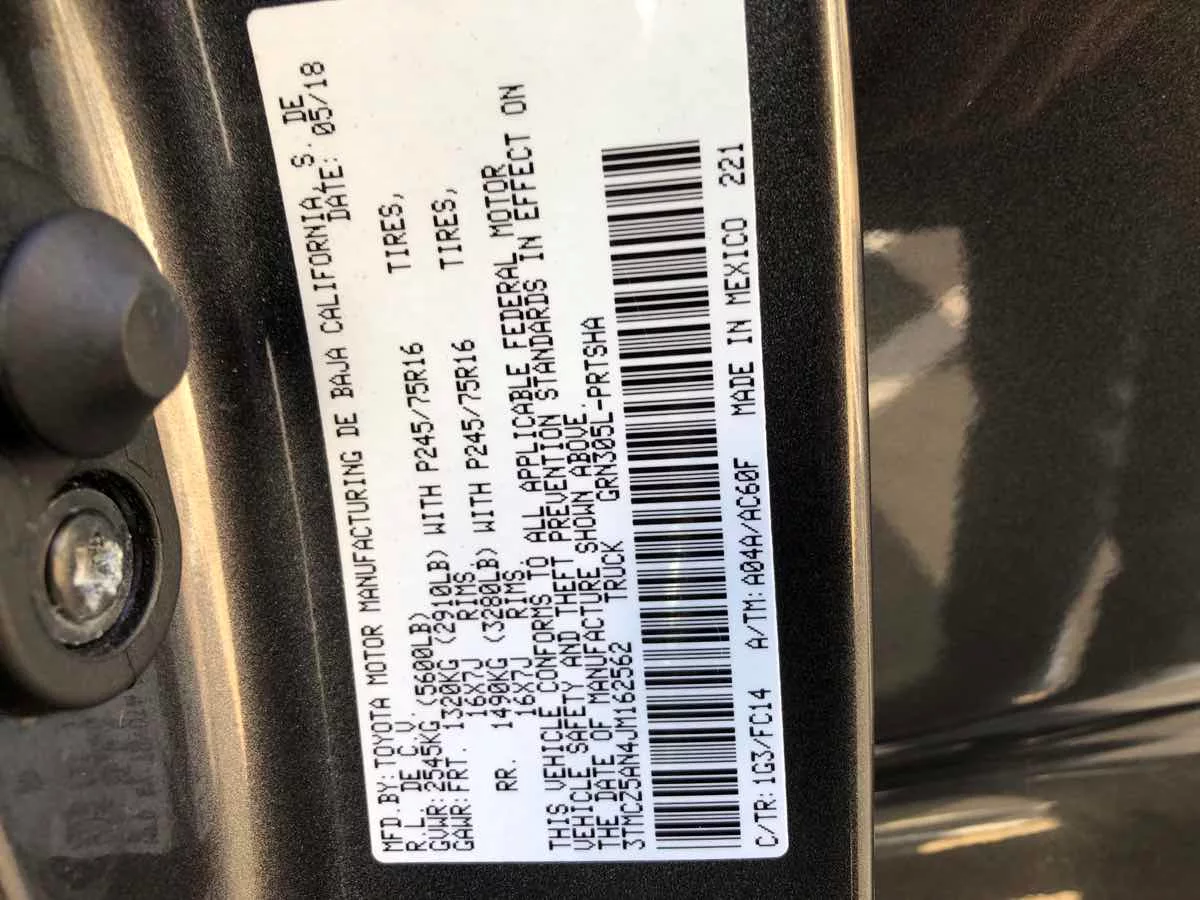 MFD.BY:TOYOTA MOTOR MANUFACTURING DE BAJA CALIFORNIA, S. DE
R.L. DE C.V. DATE: 05/18
GVWR:2545KG (5600LB)
GAWR:FRT. 1320KG (2910LB) WITH P245/75R16 TIRES,
16X7J RIMS,
RR. 1490KG (3280LB) WITH P245/75R16 TIRES,
16X7J RIMS.
THIS VEHICLE CONFORMS TO ALL APPLICABLE FEDERAL MOTOR
VEHICLE SAFETY AND THEFT PREVENTION STANDARDS IN EFFECT ON
THE DATE OF MANUFACTURE SHOWN ABOVE.
3TMCZ5AN4JM162562 TRUCK GRN305L-PRTSHA
C/TR:1G3/FC14 A/TM:A04A/AC60F MADE IN MEXICO 221